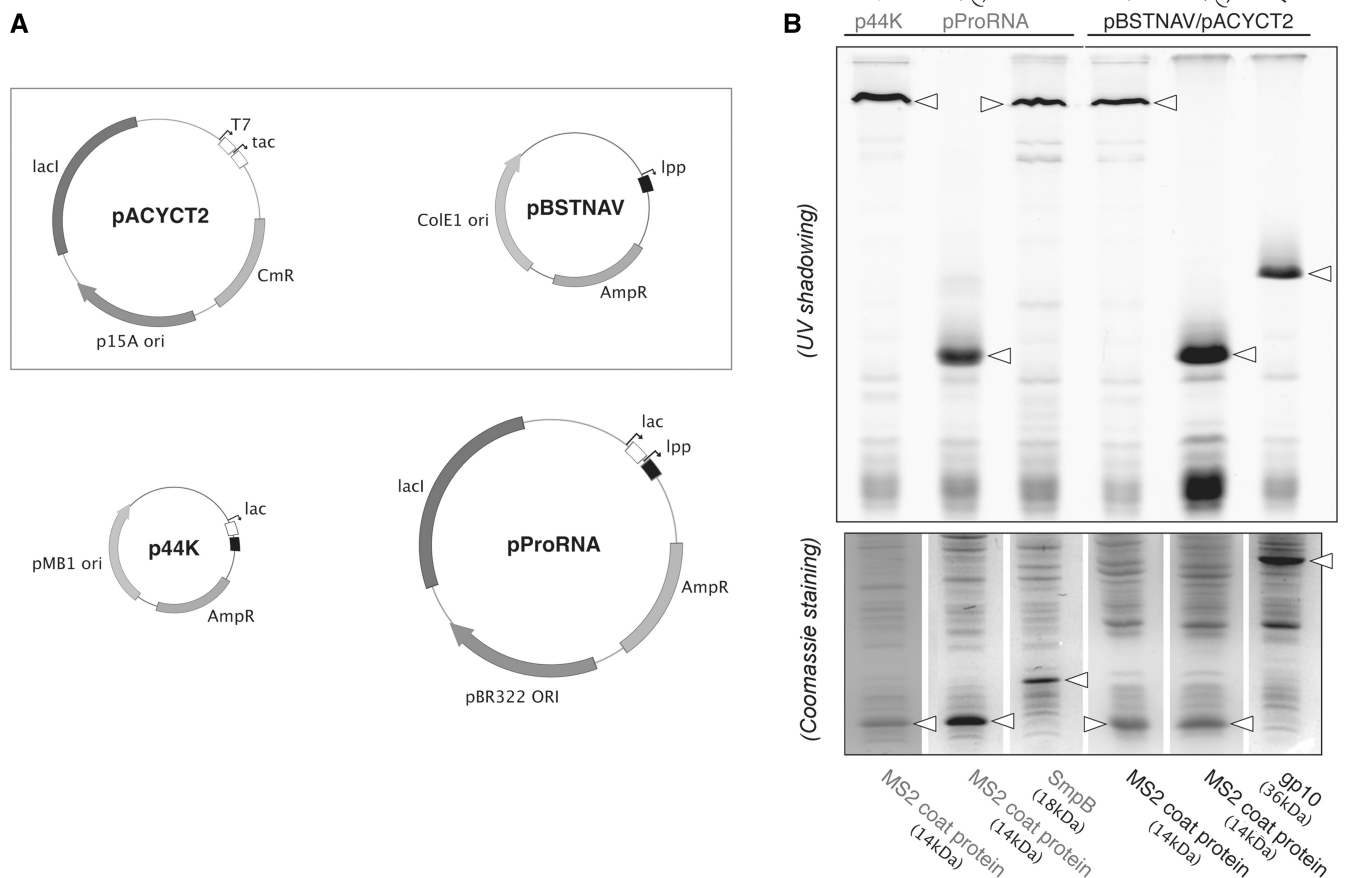 A
T7
tac
lacI
pACYCT2
CmR
p15A ori
lpp
ColE1 ori
pBSTNAV
AmpR
lac
pMB1 ori
p44K
AmpR
lac
lpp
lacI
pProRNA
AmpR
pBR322 ORI
B
p44K
pProRNA
pBSTNAV/pACYCT2
(UV shadowing)
(Coomassie staining)
MS2 coat protein
(14kDa)
MS2 coat protein
(14kDa)
SmpB
(18kDa)
MS2 coat protein
(14kDa)
MS2 coat protein
(14kDa)
gp10
(36kDa)